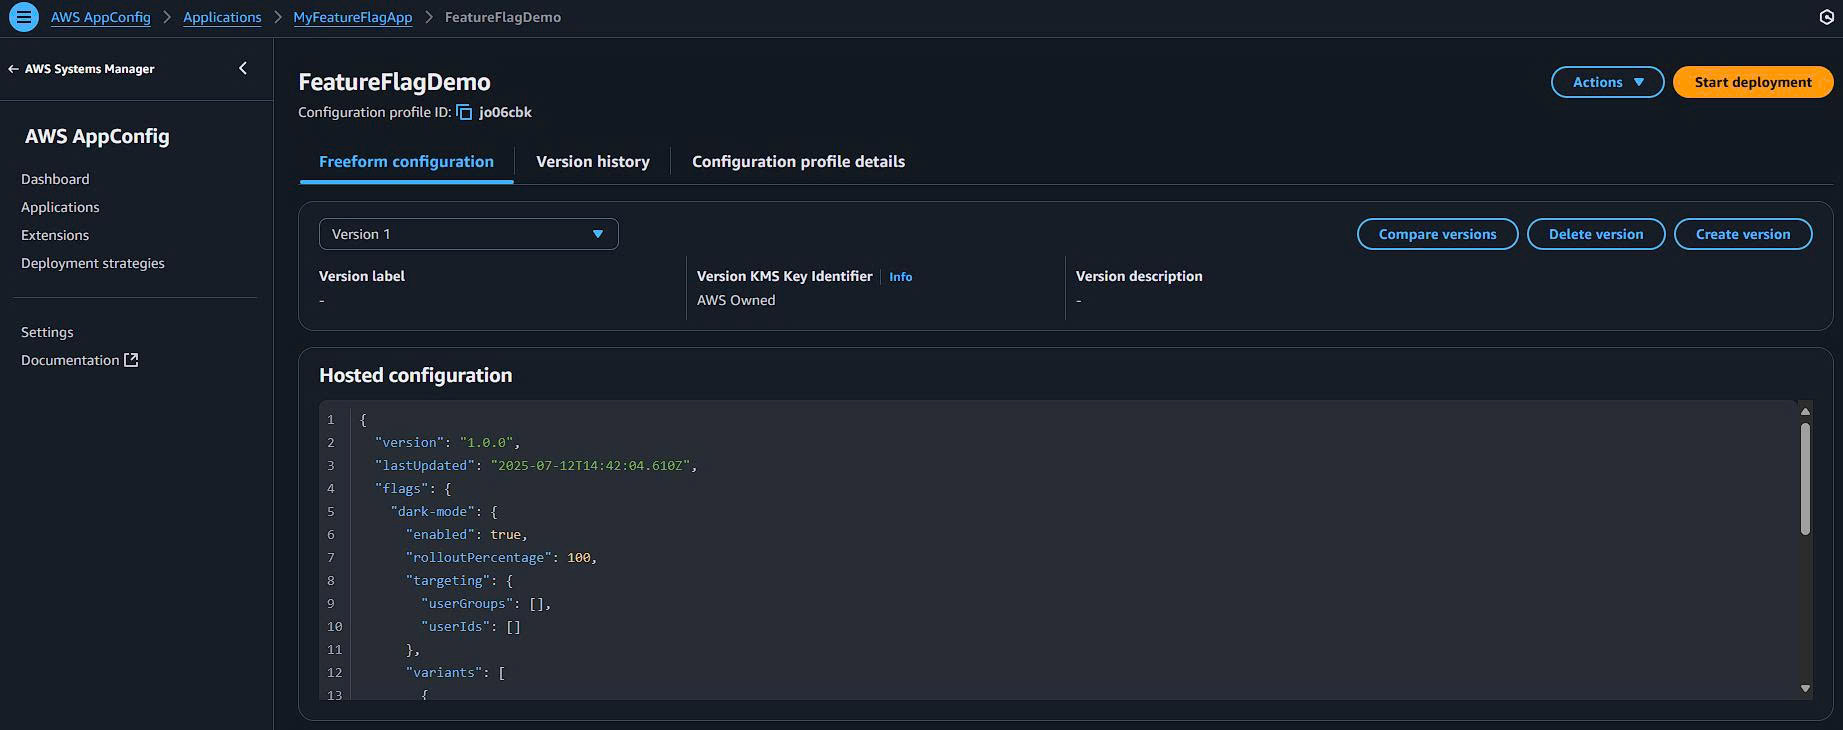 AWS AppConfig > Applications > MyFeatureFlagApp > FeatureFlagDemo
AWS Systems Manager
AWS AppConfig
Dashboard
Applications
Extensions
Deployment strategies
Settings
Documentation
FeatureFlagDemo
Actions
Start deployment
Configuration profile ID: jo06cbk
Freeform configuration
Version history
Configuration profile details
Version 1
Compare versions
Delete version
Create version
Version label
-
Version KMS Key Identifier
Info
AWS Owned
Version description
-
Hosted configuration
1 {
2 "version": "1.0.0",
3 "lastUpdated": "2025-07-12T14:42:04.610Z",
4 "flags": {
5 "dark-mode": {
6 "enabled": true,
7 "rolloutPercentage": 100,
8 "targeting": {
9 "userGroups": [],
10 "userIds": []
11 },
12 "variants": [
13 {